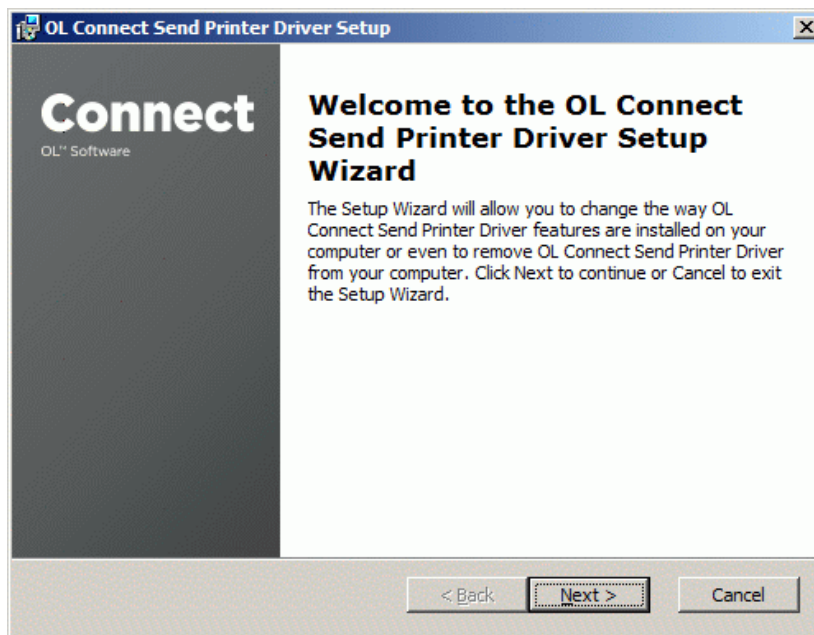 OL Connect Send Printer Driver Setup
Connect
OL™ Software
Welcome to the OL Connect
Send Printer Driver Setup
Wizard
The Setup Wizard will allow you to change the way OL
Connect Send Printer Driver features are installed on your
computer or even to remove OL Connect Send Printer Driver
from your computer. Click Next to continue or Cancel to exit
the Setup Wizard.
< Back
Next >
Cancel